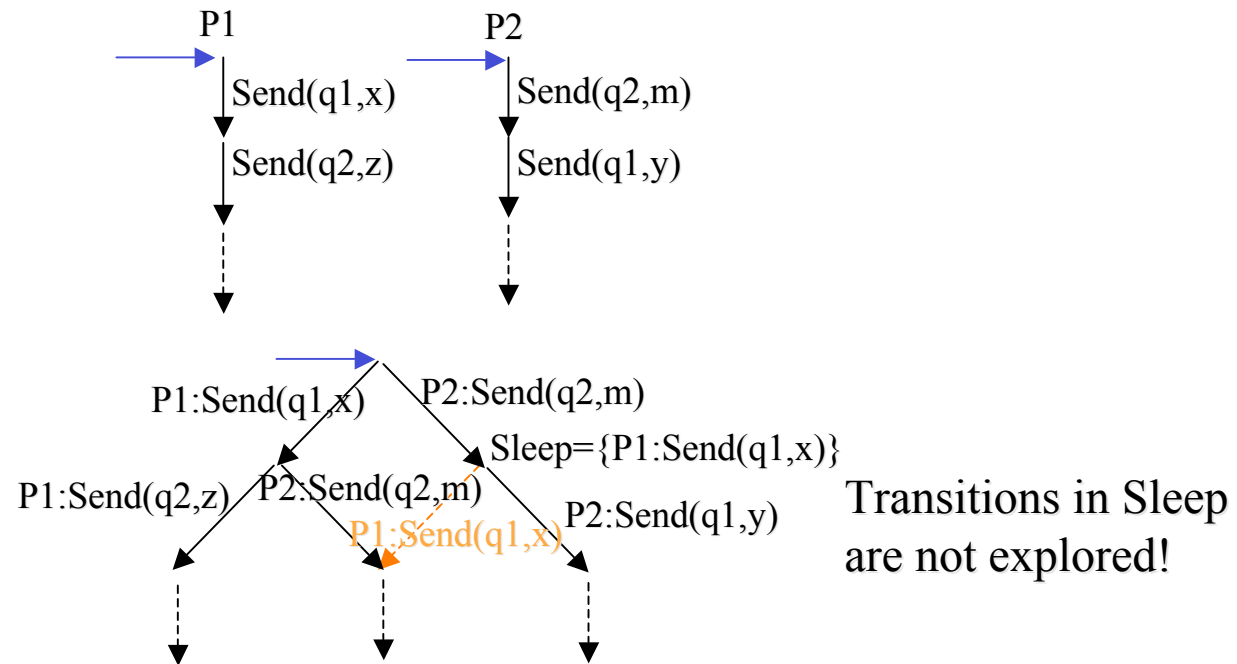 P1
P2
Send(q1,x)
Send(q2,m)
Send(q2,z)
Send(q1,y)
P1:Send(q1,x)
P2:Send(q2,m)
Sleep={P1:Send(q1,x)}
P1:Send(q2,z)
P2:Send(q2,m)
P1:Send(q1,x)
P2:Send(q1,y)
Transitions in Sleep
are not explored!